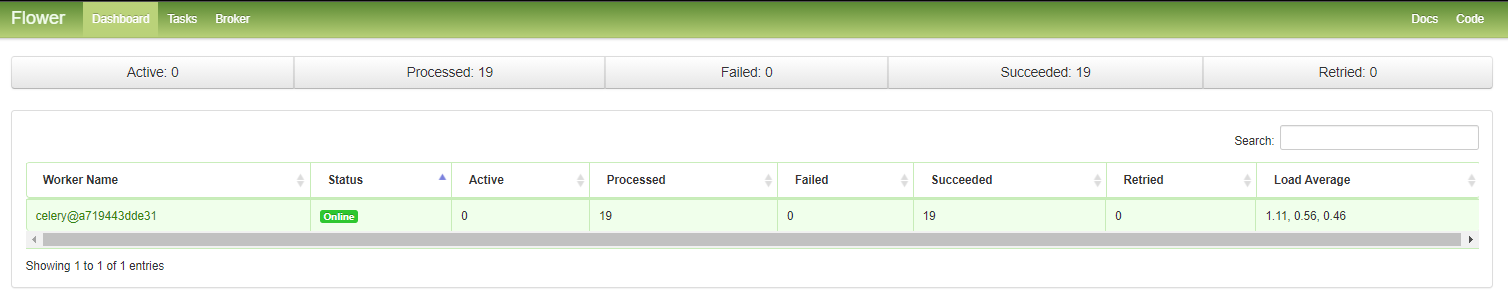 Flower Dashboard Tasks Broker Docs Code
Active: 0 Processed: 19 Failed: 0 Succeeded: 19 Retried: 0
Search:
Worker Name Status Active Processed Failed Succeeded Retried Load Average
celery@a719443dde31 Online 0 19 0 19 0 1.11, 0.56, 0.46
Showing 1 to 1 of 1 entries